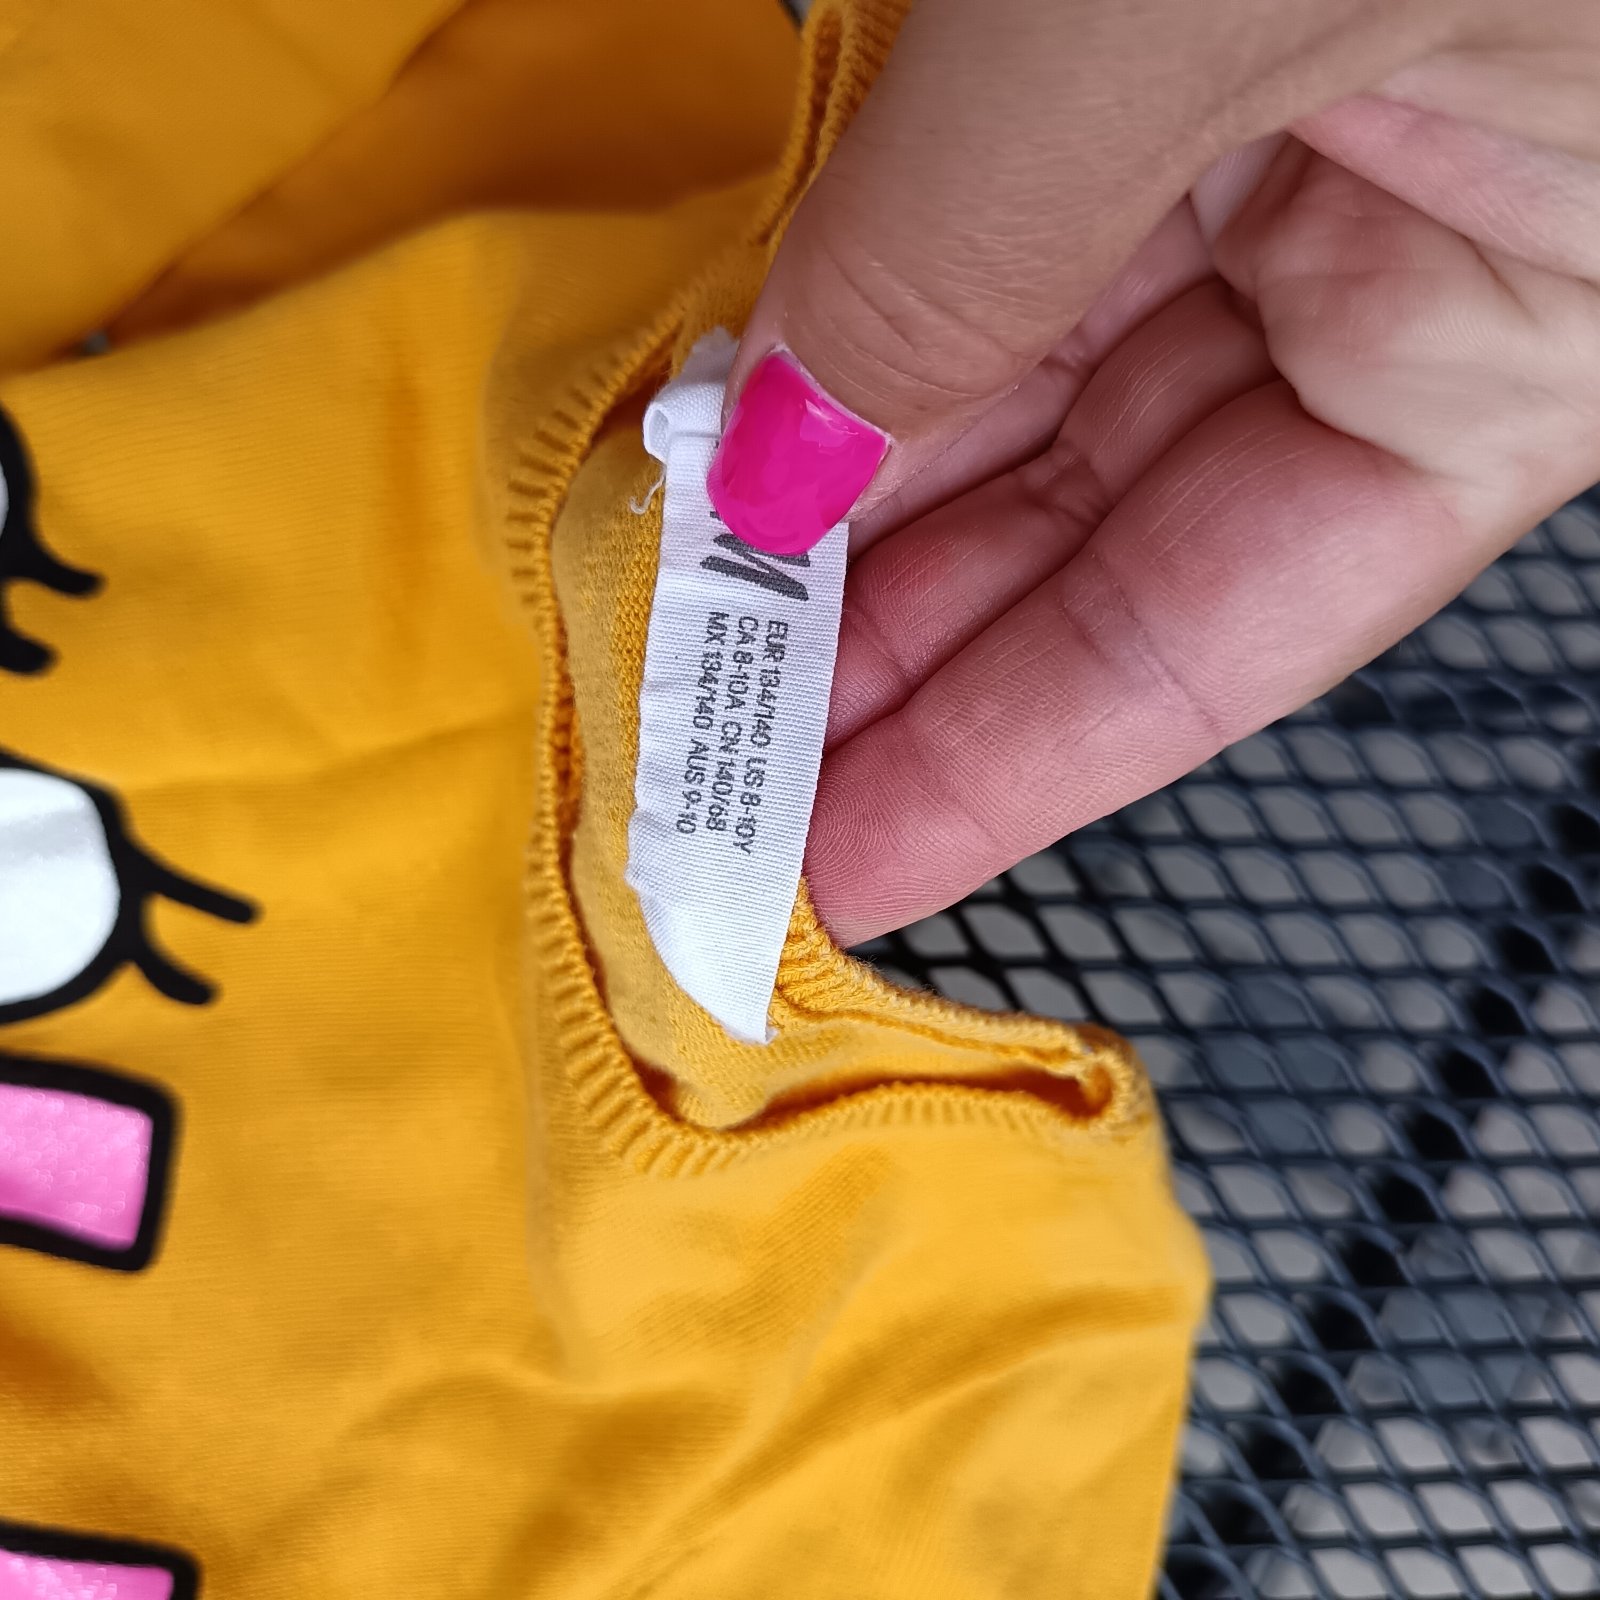 M
EUR 134/140 US 8-10Y
CA 8-10A CN 140/68
MX 134/140 AUS 9-10